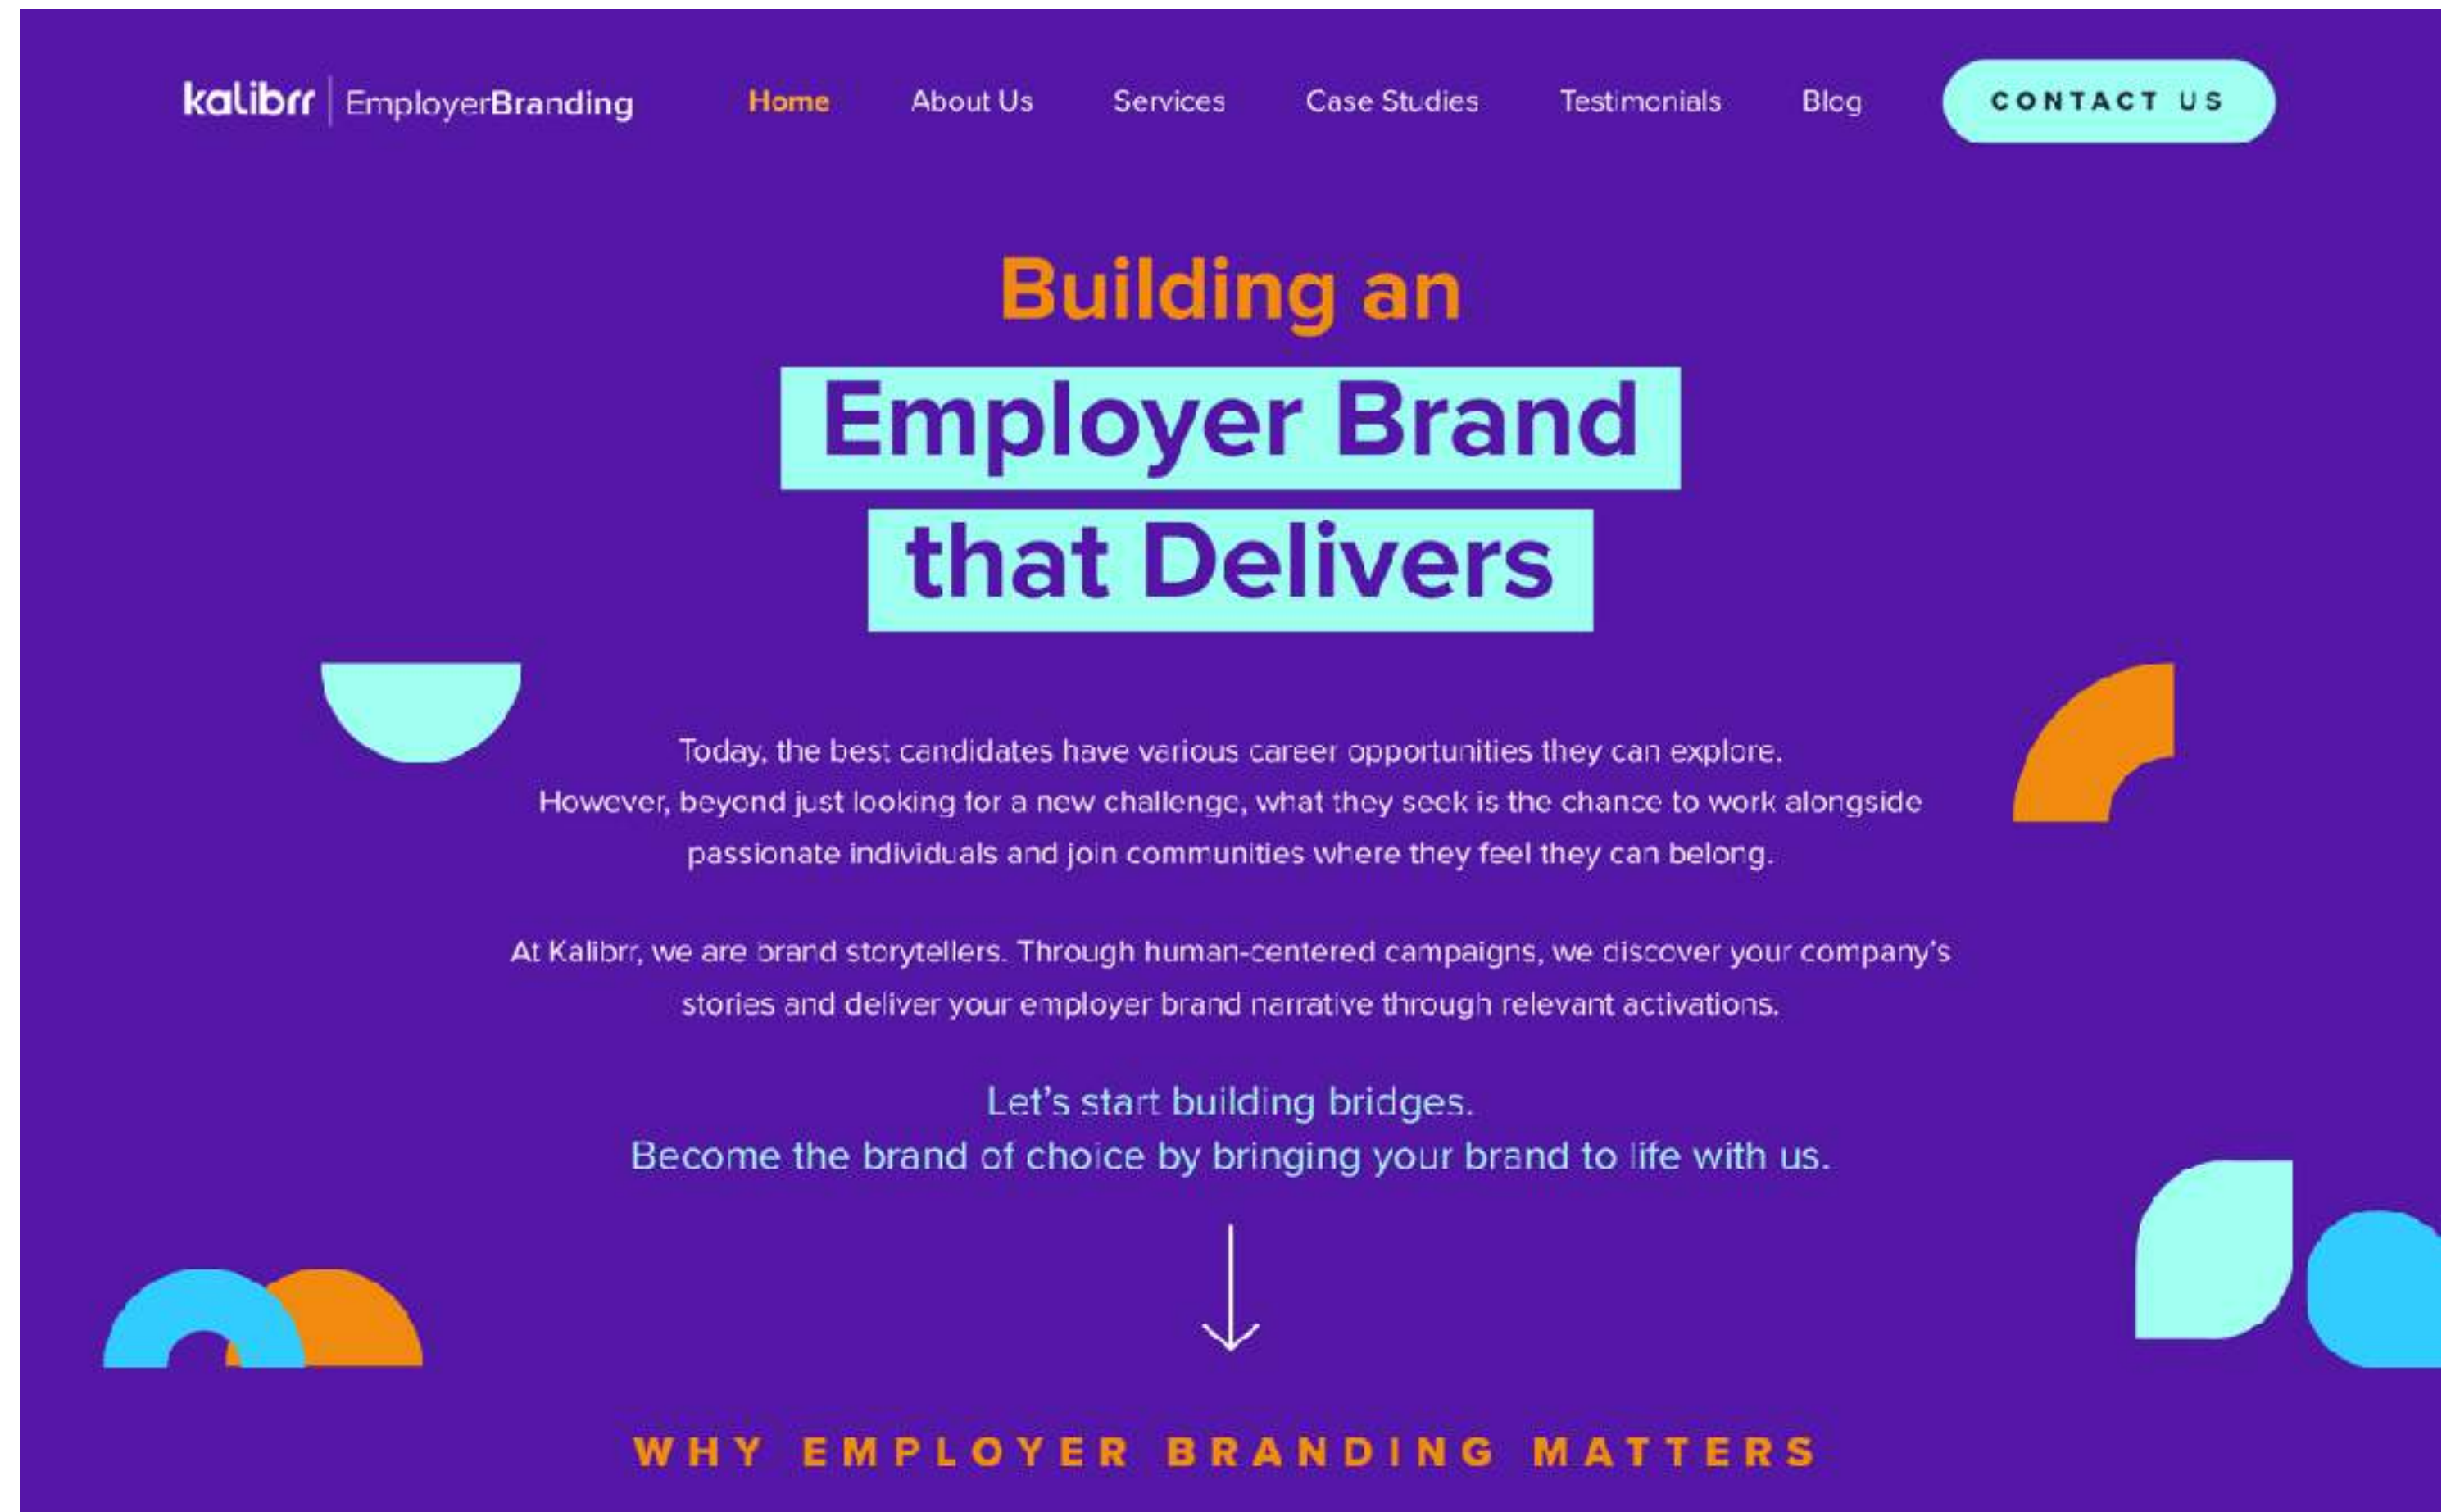 kalibrr | EmployerBranding Home About Us Services Case Studies Testimonials Blog CONTACT US
Building an
Employer Brand
that Delivers
Today, the best candidates have various career opportunities they can explore.
However, beyond just looking for a new challenge, what they seek is the chance to work alongside
passionate individuals and join communities where they feel they can belong.
At Kalibrr, we are brand storytellers. Through human-centered campaigns, we discover your company's
stories and deliver your employer brand narrative through relevant activations.
Let's start building bridges.
Become the brand of choice by bringing your brand to life with us.
WHY EMPLOYER BRANDING MATTERS